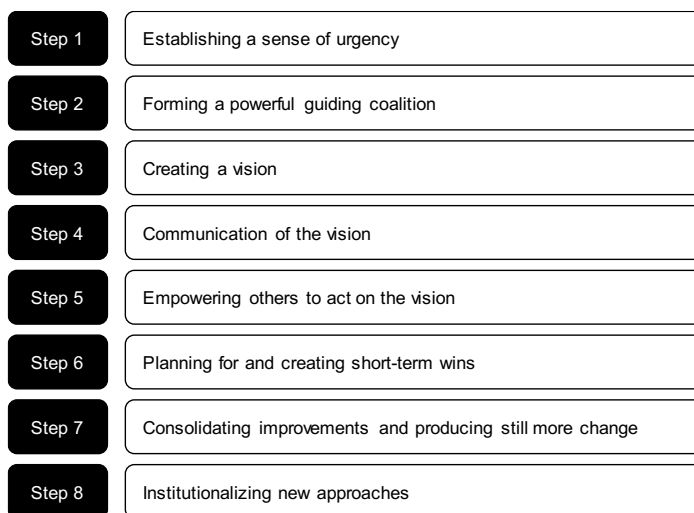 Step 1 Establishing a sense of urgency
Step 2 Forming a powerful guiding coalition
Step 3 Creating a vision
Step 4 Communication of the vision
Step 5 Empowering others to act on the vision
Step 6 Planning for and creating short-term wins
Step 7 Consolidating improvements and producing still more change
Step 8 Institutionalizing new approaches